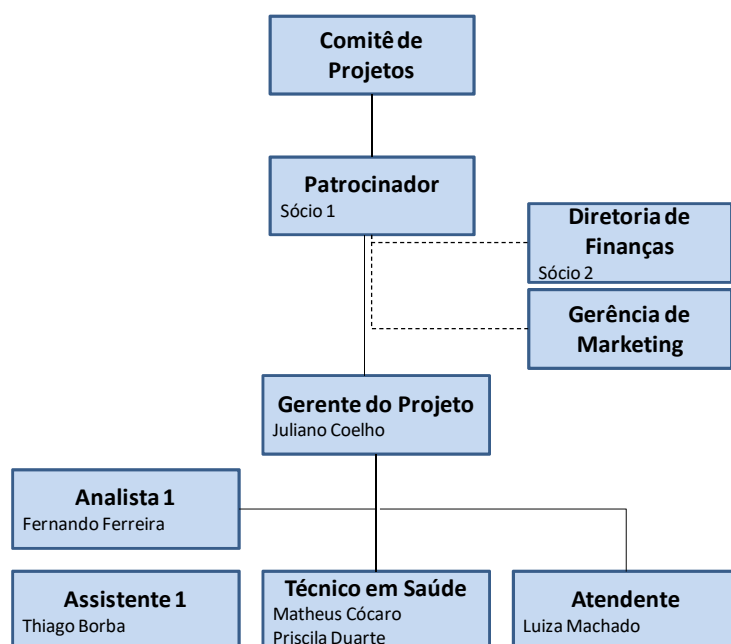 Comitê de
Projetos
Patrocinador
Sócio 1
Diretoria de
Finanças
Sócio 2
Gerência de
Marketing
Gerente do Projeto
Juliano Coelho
Analista 1
Fernando Ferreira
Assistente 1
Thiago Borba
Técnico em Saúde
Matheus Cócaro
Priscila Duarte
Atendente
Luiza Machado